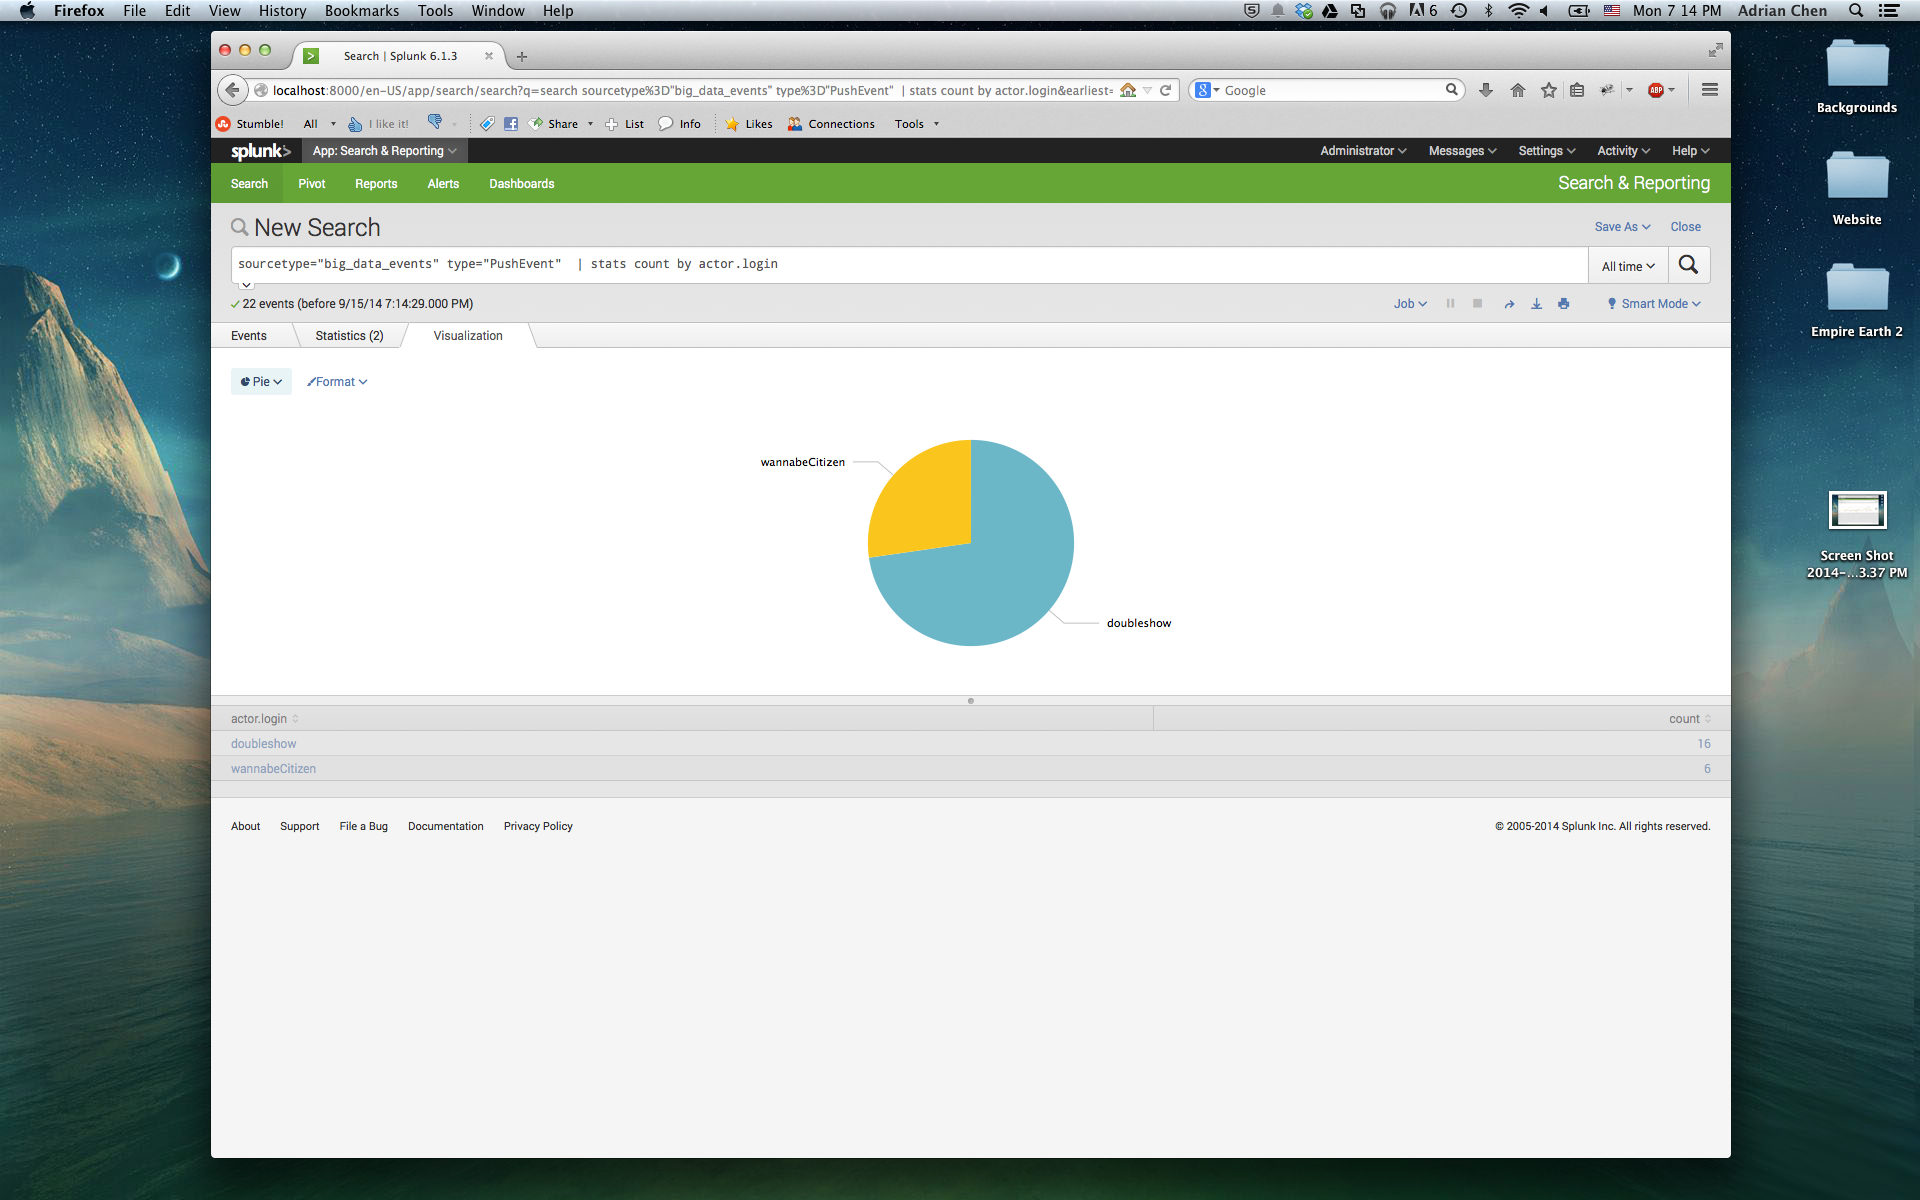 Firefox File Edit View History Bookmarks Tools Window Help 6 Mon 7 14 PM Adrian Chen
Search | Splunk 6.1.3
localhost:8000/en-US/app/search/search?q=search sourcetype%3D"big_data_events" type%3D"PushEvent" | stats count by actor.login&earliest= Google ABP
Stumble! All I like it! Share List Info Likes Connections Tools
splunk> App: Search & Reporting Administrator Messages Settings Activity Help
Search Pivot Reports Alerts Dashboards Search & Reporting
New Search Save As Close
sourcetype="big_data_events" type="PushEvent" | stats count by actor.login All time
22 events (before 9/15/14 7:14:29.000 PM) Job Smart Mode
Events Statistics (2) Visualization
Pie Format
wannabeCitizen
doubleshow
actor.login count
doubleshow 16
wannabeCitizen 6
About Support File a Bug Documentation Privacy Policy © 2005-2014 Splunk Inc. All rights reserved.
Backgrounds
Website
Empire Earth 2
Screen Shot
2014-...3.37 PM